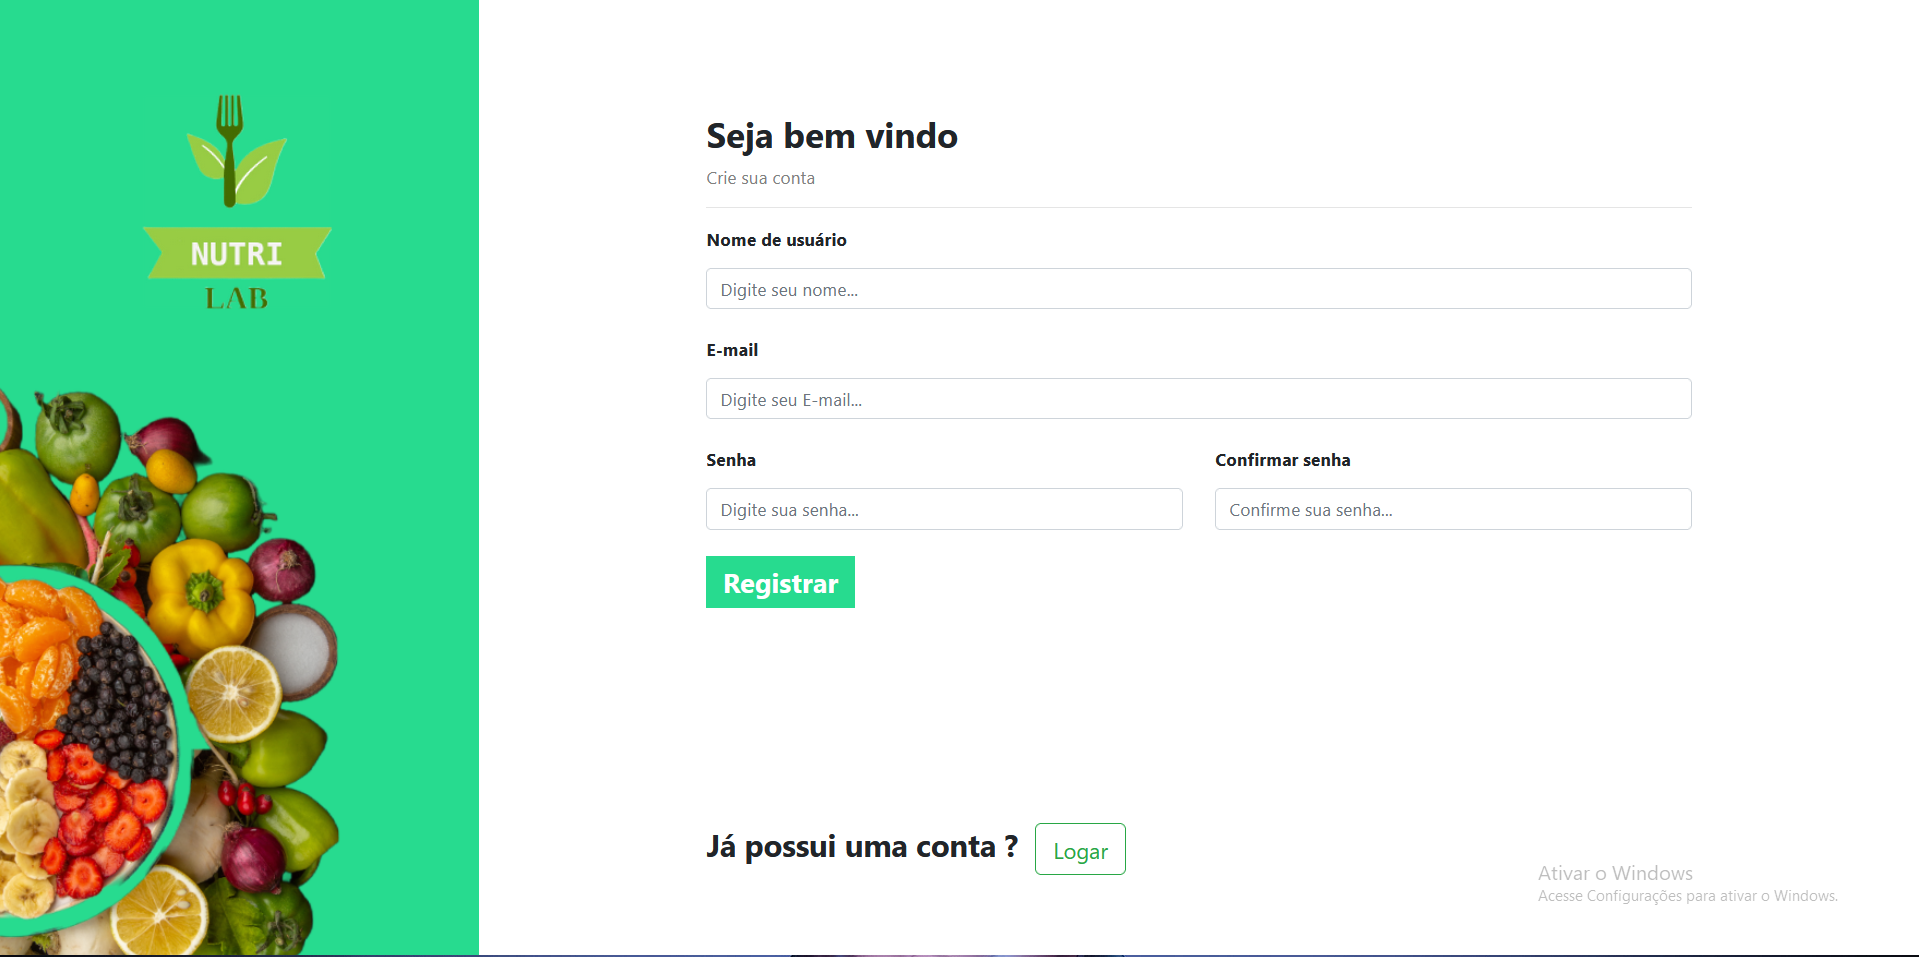 NUTRI
LAB
Seja bem vindo
Crie sua conta
Nome de usuário
Digite seu nome...
E-mail
Digite seu E-mail...
Senha
Confirmar senha
Digite sua senha...
Confirme sua senha...
Registrar
Já possui uma conta ?
Logar
Ativar o Windows
Acesse Configurações para ativar o Windows.